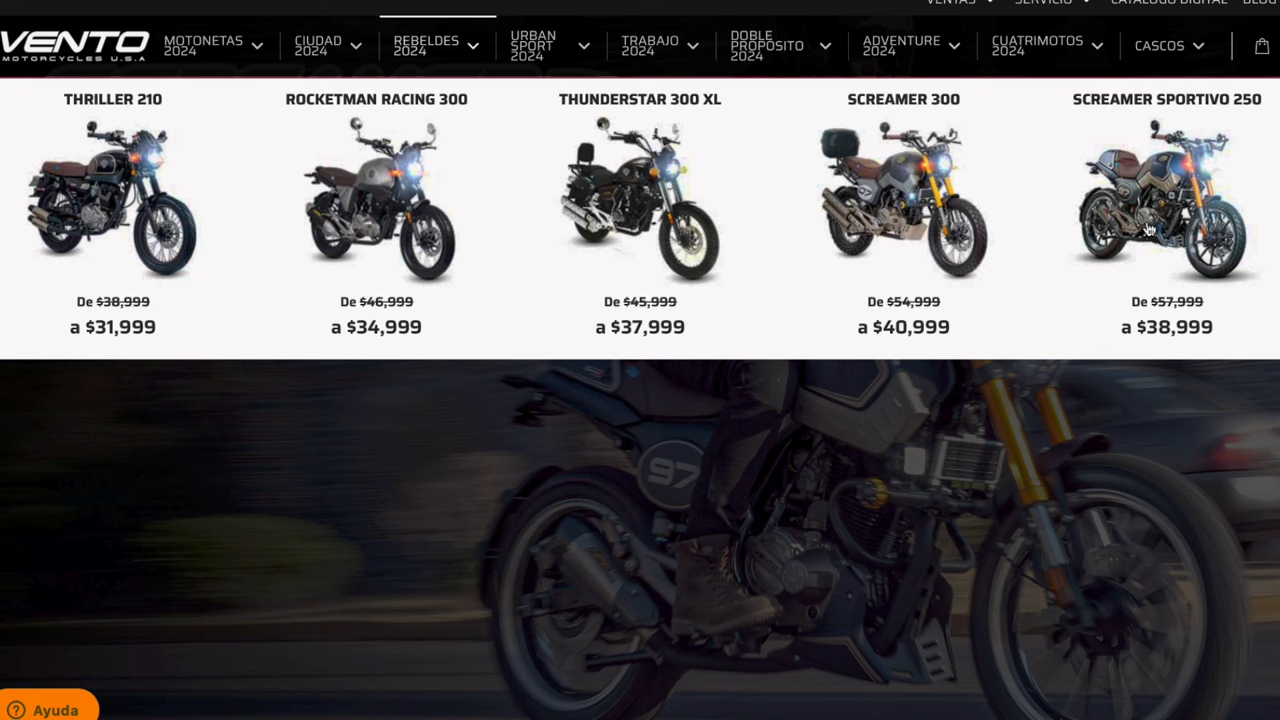 VENTAS SERVICIO CATÁLOGO DIGITAL BLOG
VENTO
MOTORCYCLES U.S.A
MOTONETAS
2024
CIUDAD
2024
REBELDES
2024
URBAN
SPORT
2024
TRABAJO
2024
DOBLE
PROPÓSITO
2024
ADVENTURE
2024
CUATRIMOTOS
2024
CASCOS
THRILLER 210
De $38,999
a $31,999
ROCKETMAN RACING 300
De $46,999
a $34,999
THUNDERSTAR 300 XL
De $45,999
a $37,999
SCREAMER 300
De $54,999
a $40,999
SCREAMER SPORTIVO 250
De $57,999
a $38,999
97
Ayuda